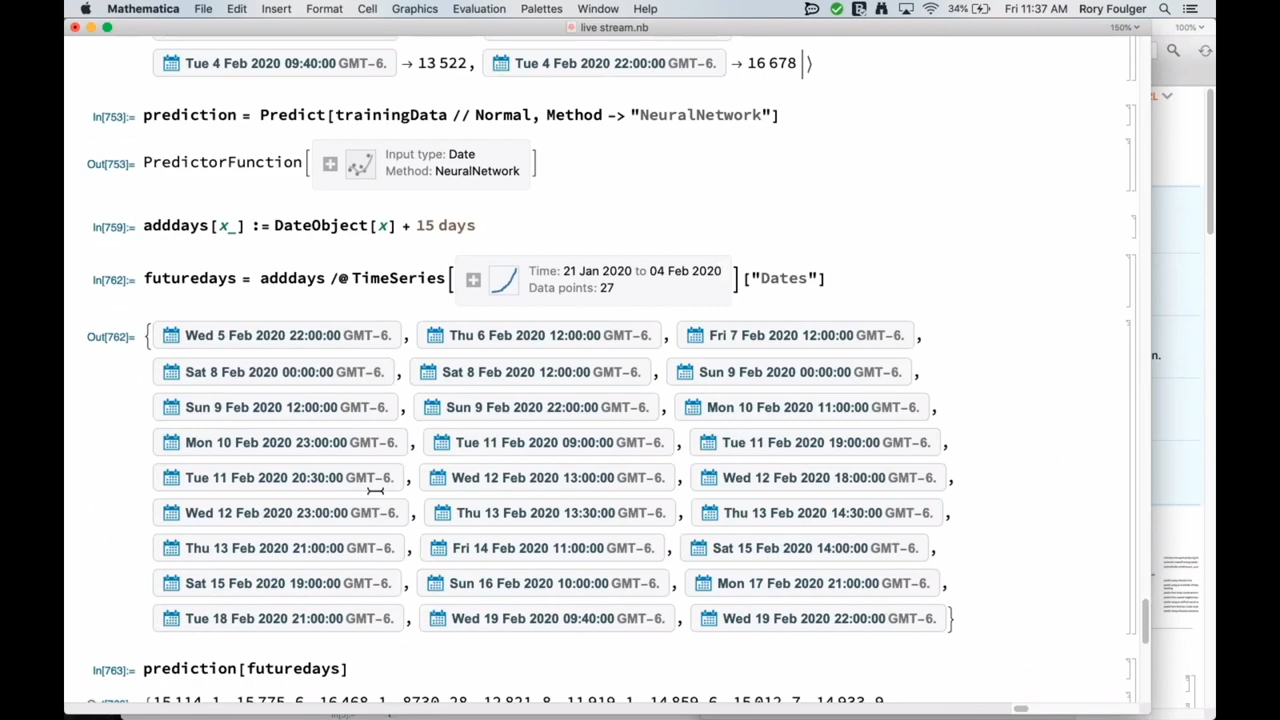 Mathematica File Edit Insert Format Cell Graphics Evaluation Palettes Window Help 34% Fri 11:37 AM Rory Foulger
live stream.nb 150% 100%
Tue 4 Feb 2020 09:40:00 GMT-6. → 13 522, Tue 4 Feb 2020 22:00:00 GMT-6. → 16 678 |⟩
In[753]:= prediction = Predict[trainingData // Normal, Method -> "NeuralNetwork"]
Out[753]= PredictorFunction[ Input type: Date ]
Method: NeuralNetwork
In[759]:= adddays[x_] := DateObject[x] + 15 days
In[762]:= futuredays = adddays /@ TimeSeries[ Time: 21 Jan 2020 to 04 Feb 2020 ]["Dates"]
Data points: 27
Out[762]= { Wed 5 Feb 2020 22:00:00 GMT-6. , Thu 6 Feb 2020 12:00:00 GMT-6. , Fri 7 Feb 2020 12:00:00 GMT-6. ,
n.
Sat 8 Feb 2020 00:00:00 GMT-6. , Sat 8 Feb 2020 12:00:00 GMT-6. , Sun 9 Feb 2020 00:00:00 GMT-6. ,
Sun 9 Feb 2020 12:00:00 GMT-6. , Sun 9 Feb 2020 22:00:00 GMT-6. , Mon 10 Feb 2020 11:00:00 GMT-6. ,
Mon 10 Feb 2020 23:00:00 GMT-6. , Tue 11 Feb 2020 09:00:00 GMT-6. , Tue 11 Feb 2020 19:00:00 GMT-6. ,
Tue 11 Feb 2020 20:30:00 GMT-6. , Wed 12 Feb 2020 13:00:00 GMT-6. , Wed 12 Feb 2020 18:00:00 GMT-6. ,
Wed 12 Feb 2020 23:00:00 GMT-6. , Thu 13 Feb 2020 13:30:00 GMT-6. , Thu 13 Feb 2020 14:30:00 GMT-6. ,
Thu 13 Feb 2020 21:00:00 GMT-6. , Fri 14 Feb 2020 11:00:00 GMT-6. , Sat 15 Feb 2020 14:00:00 GMT-6. ,
Sat 15 Feb 2020 19:00:00 GMT-6. , Sun 16 Feb 2020 10:00:00 GMT-6. , Mon 17 Feb 2020 21:00:00 GMT-6. ,
Tue 18 Feb 2020 21:00:00 GMT-6. , Wed 19 Feb 2020 09:40:00 GMT-6. , Wed 19 Feb 2020 22:00:00 GMT-6. }
In[763]:= prediction[futuredays]